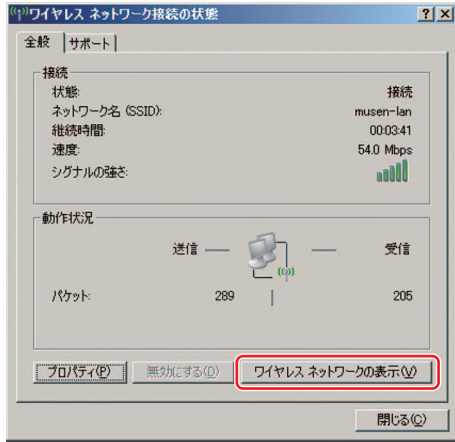 ワイヤレス ネットワーク接続の状態
全般 サポート
接続
状態: 接続
ネットワーク名 (SSID): musen-lan
継続時間: 00:03:41
速度: 54.0 Mbps
シグナルの強さ:
動作状況
送信 受信
パケット: 289 205
プロパティ(P) 無効にする(D) ワイヤレス ネットワークの表示(V)
閉じる(C)